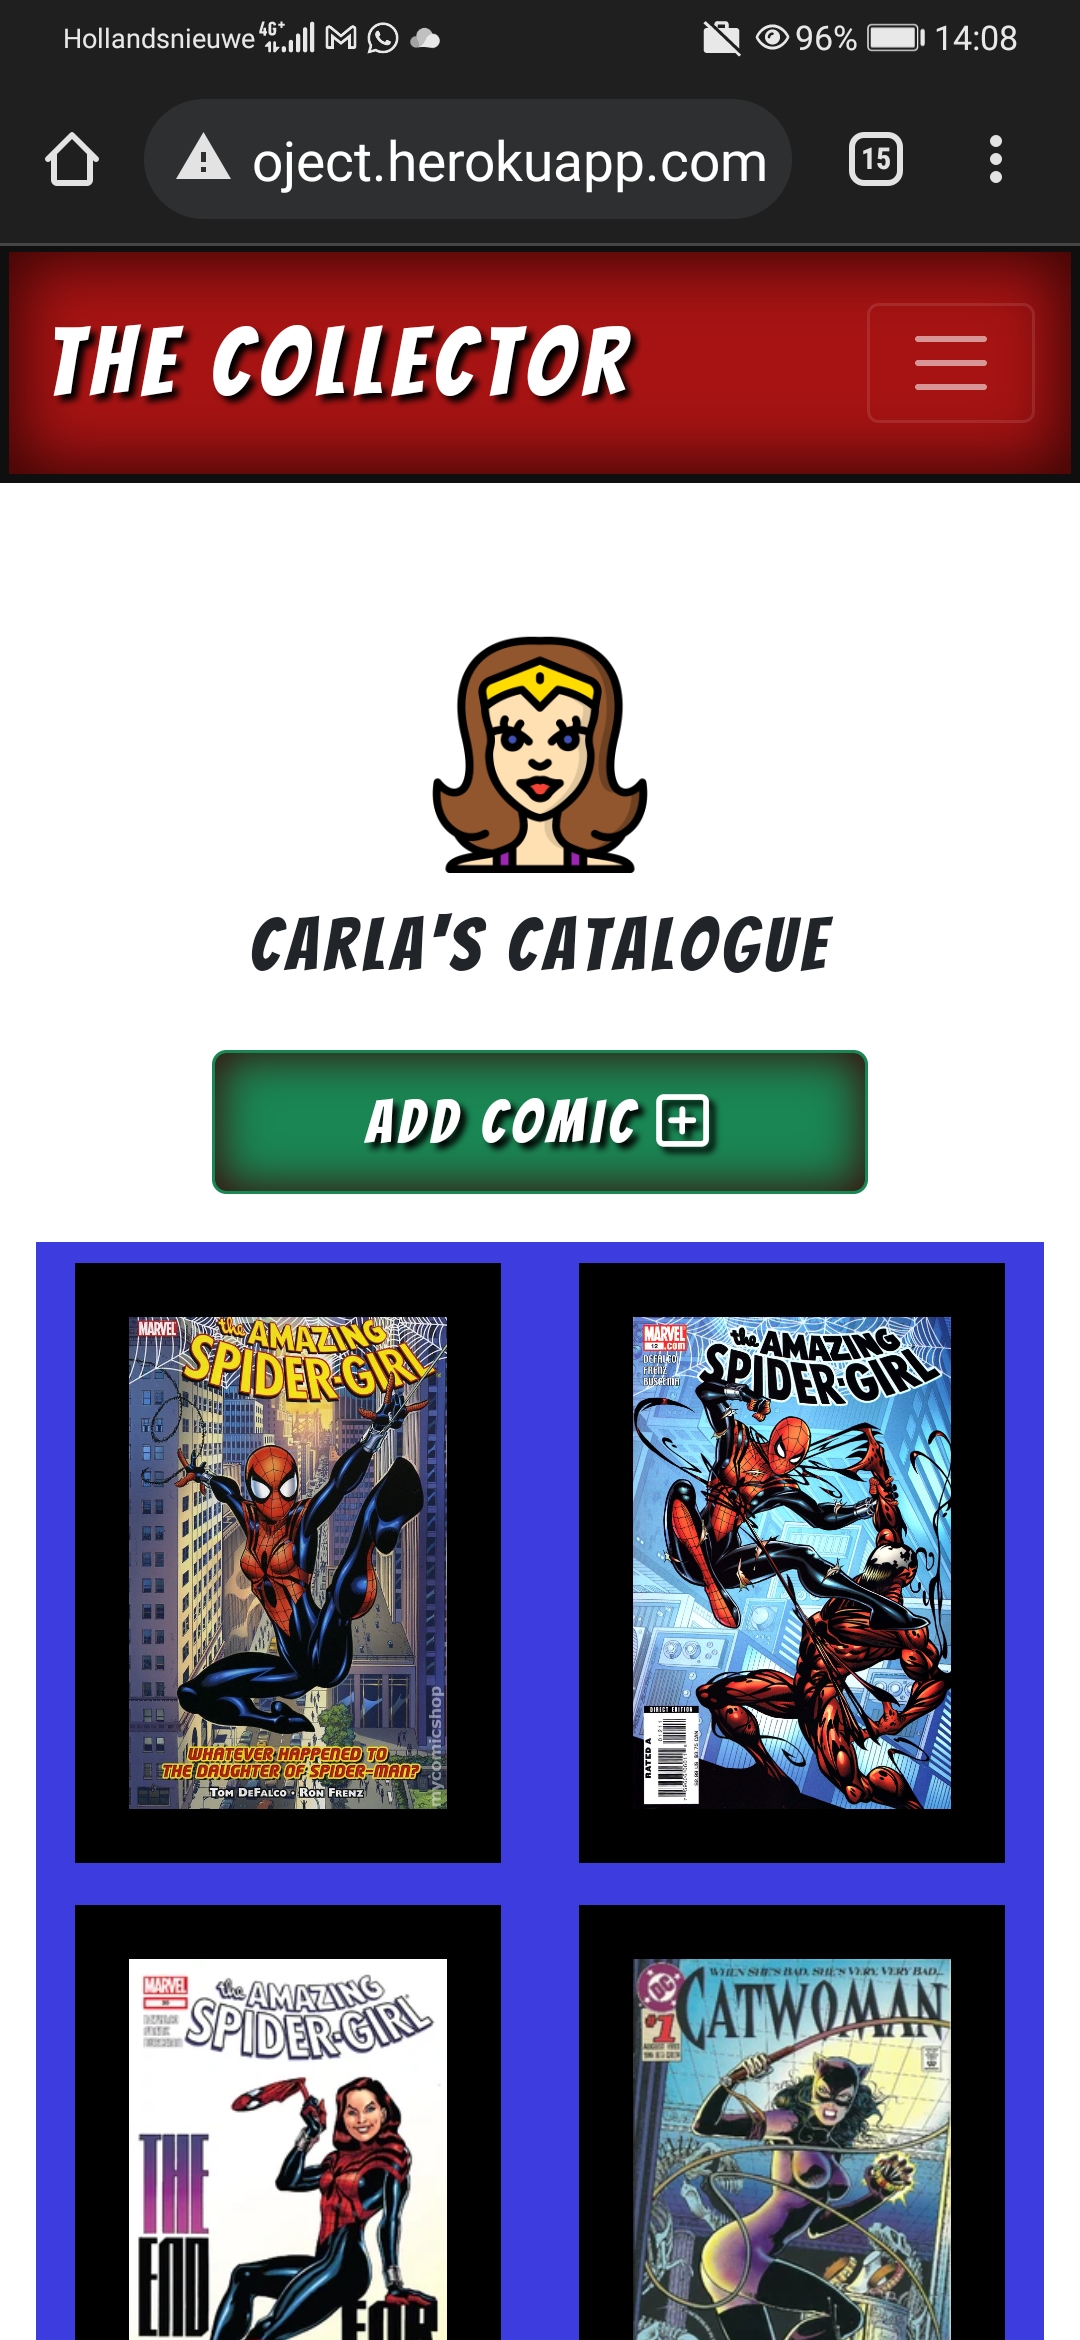 Hollandsnieuwe 4G+ 96% 14:08
oject.herokuapp.com 15
THE COLLECTOR
CARLA'S CATALOGUE
ADD COMIC
MARVEL
the AMAZING
SPIDER-GIRL
WHATEVER HAPPENED TO
THE DAUGHTER OF SPIDER-MAN?
TOM DEFALCO • RON FRENZ
mycomicshop
MARVEL
12 .com
DEFALCO
FRENZ
BUSCEMA
the AMAZING
SPIDER-GIRL
DIRECT EDITION
RATED A
MARVEL
the AMAZING
SPIDER-GIRL
THE
END
FOR
WHEN SHE'S BAD, SHE'S VERY, VERY BAD...
DC
CATWOMAN
#1